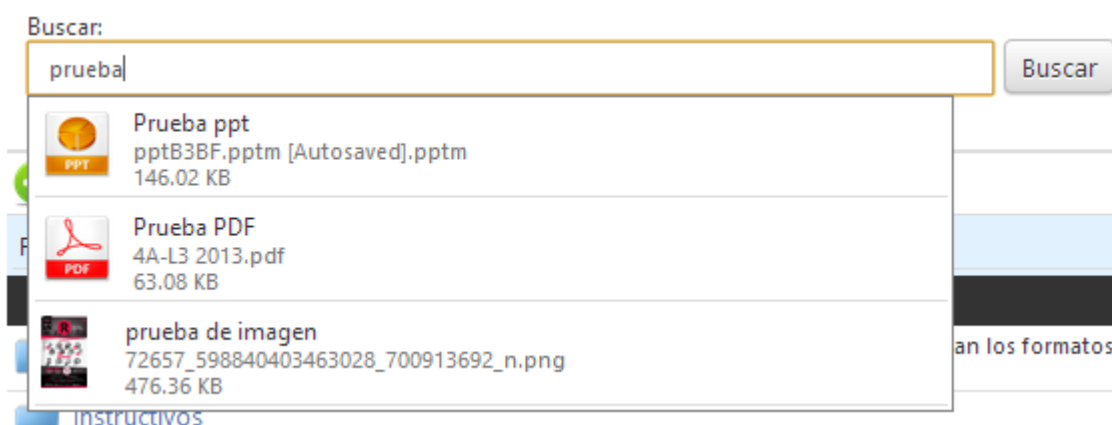 Buscar:
prueba
Buscar
PPT
Prueba ppt
pptB3BF.pptm [Autosaved].pptm
146.02 KB
PDF
Prueba PDF
4A-L3 2013.pdf
63.08 KB
prueba de imagen
72657_598840403463028_700913692_n.png
476.36 KB
an los formatos
Instructivos